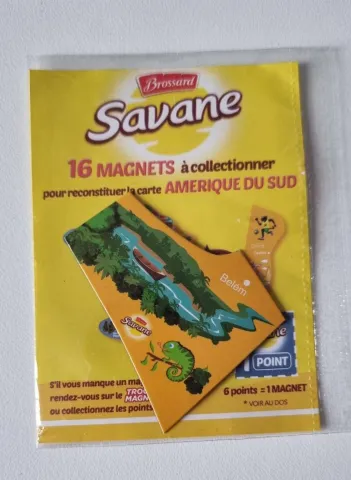 Brossard
Savane
16 MAGNETS à collectionner
pour reconstituer la carte AMERIQUE DU SUD
Belém
Savane
POINT
S'il vous manque un
rendez-vous sur le
ou collectionnez les points
6 points = 1 MAGNET
* VOIR AU DOS